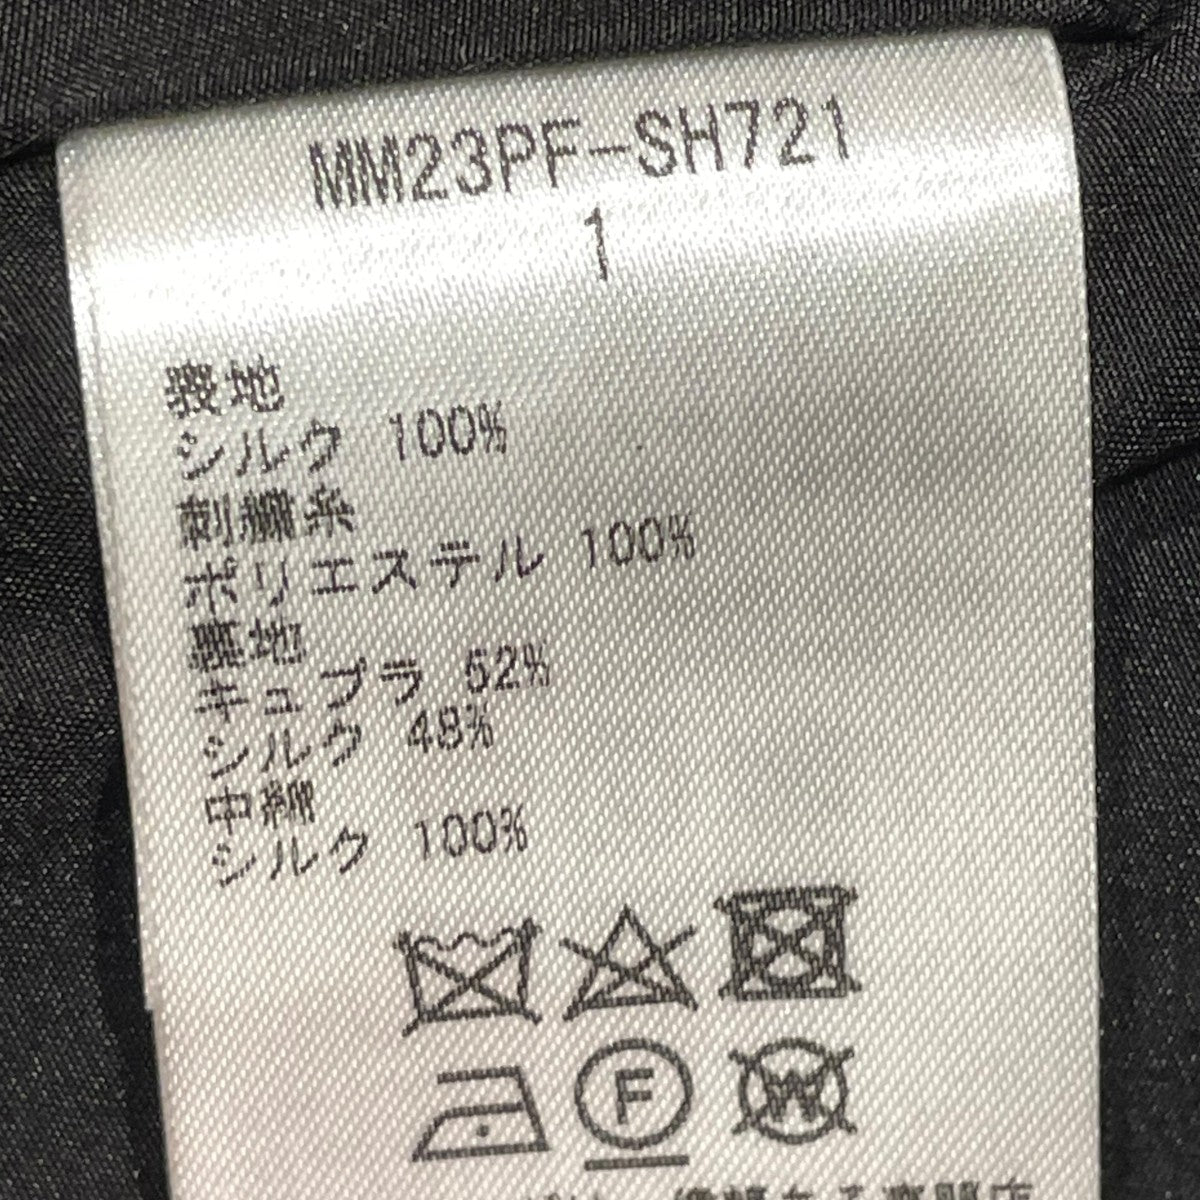 MM23PF-SH721
1
表地
シルク 100%
刺繍糸
ポリエステル 100%
裏地
キュプラ 52%
シルク 48%
中綿
シルク 100%
F
W